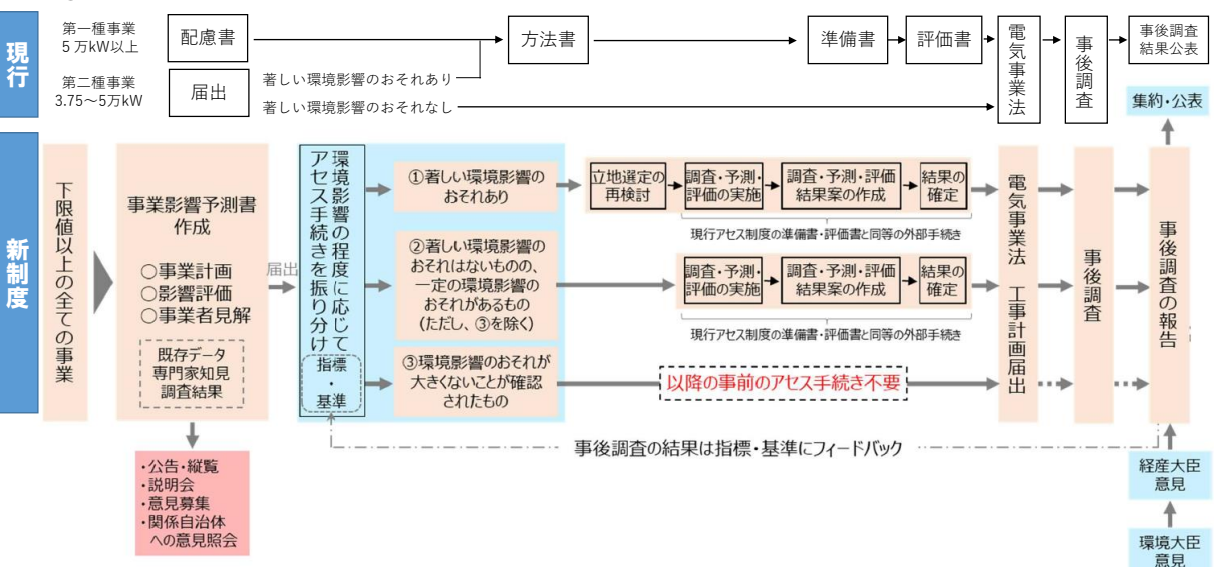 現行
第一種事業
5万kW以上
配慮書
方法書
準備書
評価書
電気事業法
事後調査
事後調査
結果公表
第二種事業
3.75～5万kW
届出
著しい環境影響のおそれあり
著しい環境影響のおそれなし
集約・公表
新制度
下限値以上の全ての事業
事業影響予測書
作成
○事業計画
○影響評価
○事業者見解
既存データ
専門家知見
調査結果
届出
環境影響の程度に応じて
アセス手続きを振り分け
指標
・
基準
①著しい環境影響の
おそれあり
②著しい環境影響の
おそれはないものの、
一定の環境影響の
おそれがあるもの
(ただし、③を除く)
③環境影響のおそれが
大きくないことが確認
されたもの
立地選定の
再検討
調査・予測・
評価の実施
調査・予測・評価
結果案の作成
結果の
確定
現行アセス制度の準備書・評価書と同等の外部手続き
調査・予測・
評価の実施
調査・予測・評価
結果案の作成
結果の
確定
現行アセス制度の準備書・評価書と同等の外部手続き
以降の事前のアセス手続き不要
電気事業法 工事計画届出
事後調査
事後調査の報告
事後調査の結果は指標・基準にフィードバック
・公告・縦覧
・説明会
・意見募集
・関係自治体
への意見照会
経産大臣
意見
環境大臣
意見